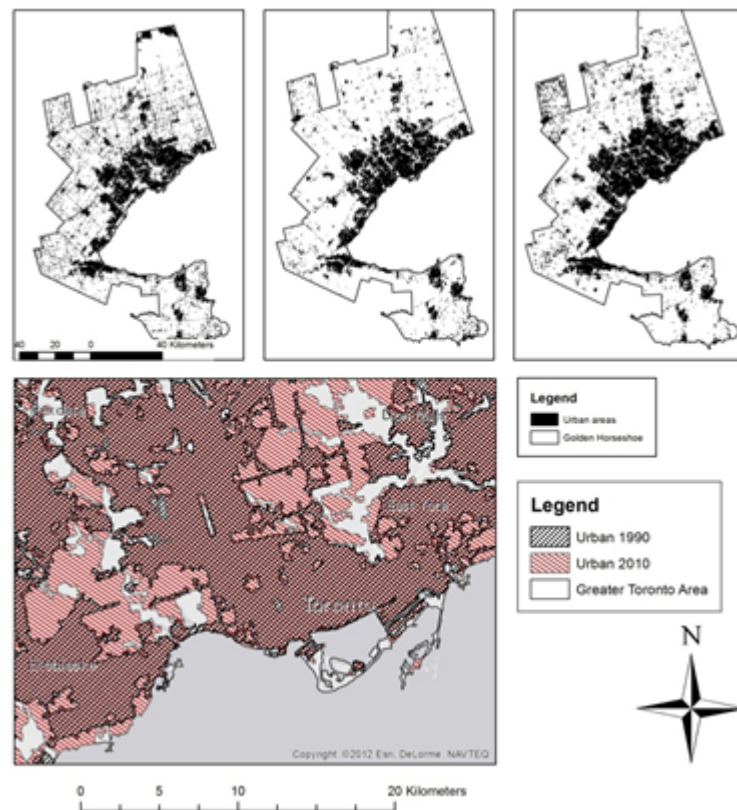 40 20 0 40 Kilometers
Legend
Urban areas
Golden Horseshoe
Legend
Urban 1990
Urban 2010
Greater Toronto Area
East York
Toronto
Etobicoke
N
Copyright: ©2012 Esri, DeLorme, NAVTEQ
0 5 10 20 Kilometers